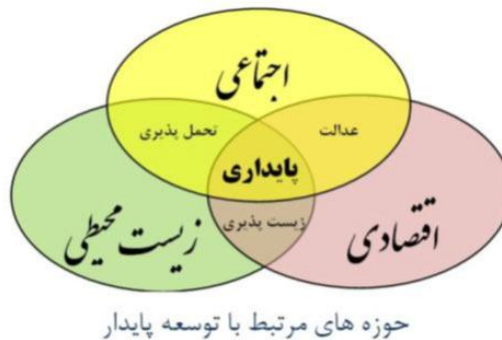 اجتماعی
تحمل پذیری
عدالت
پایداری
زیست محیطی
زیست پذیری
اقتصادی
حوزه های مرتبط با توسعه پایدار